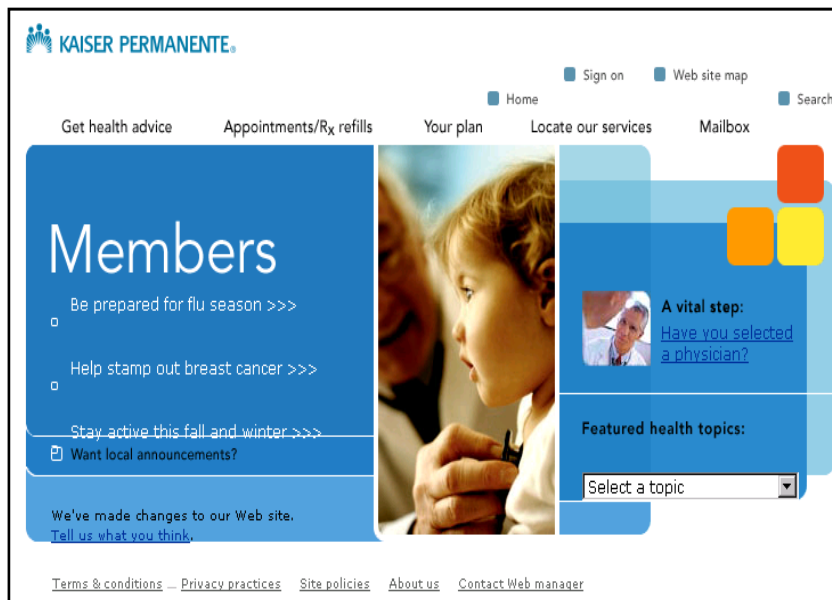 KAISER PERMANENTE®
Sign on
Web site map
Home
Search
Get health advice
Appointments/Rx refills
Your plan
Locate our services
Mailbox
Members
Be prepared for flu season >>>
Help stamp out breast cancer >>>
Stay active this fall and winter >>>
Want local announcements?
We've made changes to our Web site.
Tell us what you think.
A vital step:
Have you selected
a physician?
Featured health topics:
Select a topic
Terms & conditions Privacy practices Site policies About us Contact Web manager